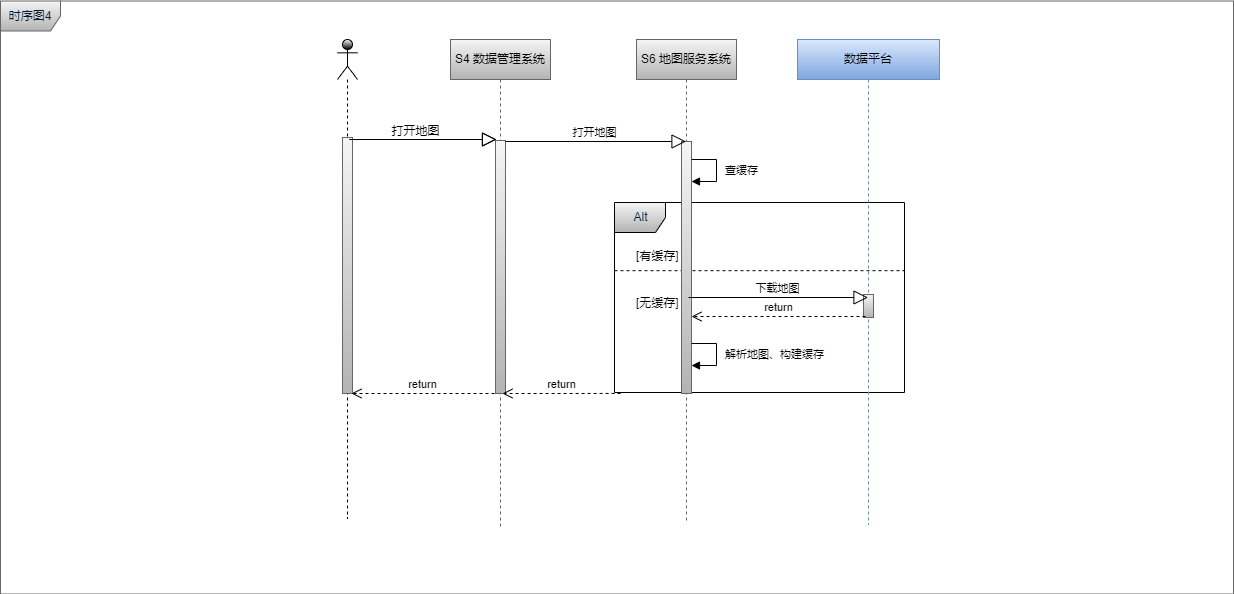 时序图4
S4 数据管理系统
S6 地图服务系统
数据平台
打开地图
打开地图
查缓存
Alt
[有缓存]
下载地图
[无缓存]
return
解析地图、构建缓存
return
return